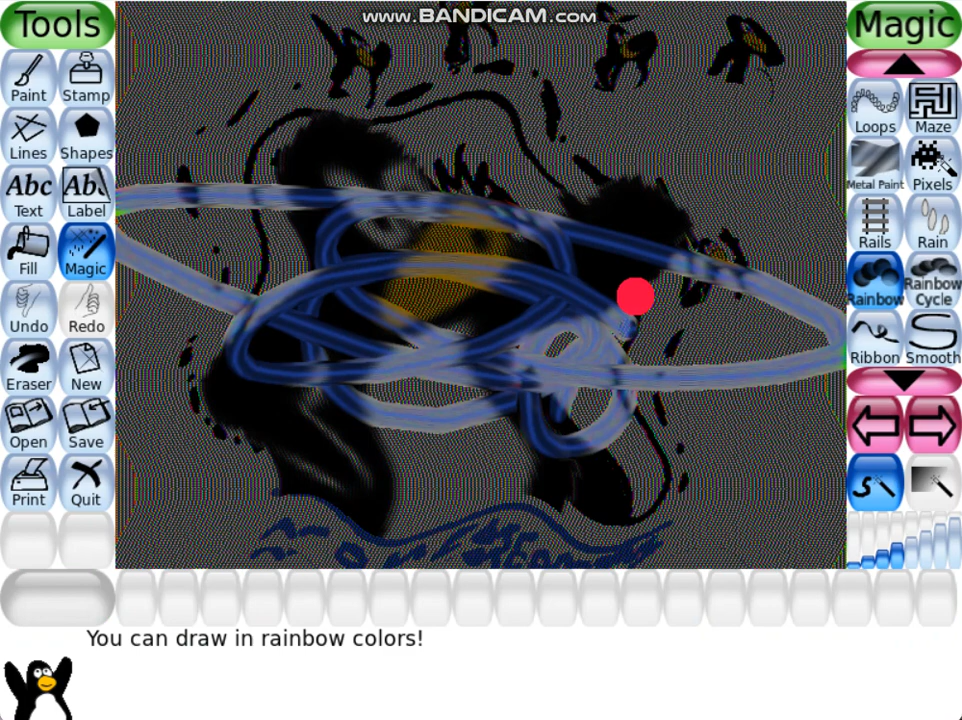 www.BANDICAM.com
Tools
Magic
Paint Stamp
Lines Shapes
Abc Abc
Text Label
Fill Magic
Undo Redo
Eraser New
Open Save
Print Quit
Loops Maze
Metal Paint Pixels
Rails Rain
Rainbow Rainbow Cycle
Ribbon Smooth
You can draw in rainbow colors!